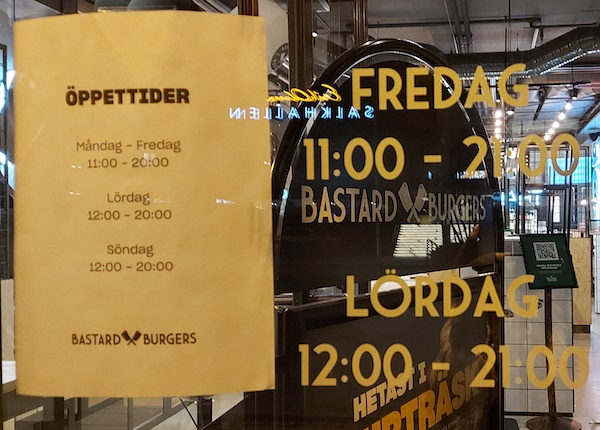 ÖPPETTIDER
Måndag - Fredag
11:00 - 20:00
Lördag
12:00 - 20:00
Söndag
12:00 - 20:00
BASTARD BURGERS
SALKHALLEN
FREDAG
11:00 - 21:00
BASTARD BURGERS
LÖRDAG
12:00 - 21:00
HETAST I